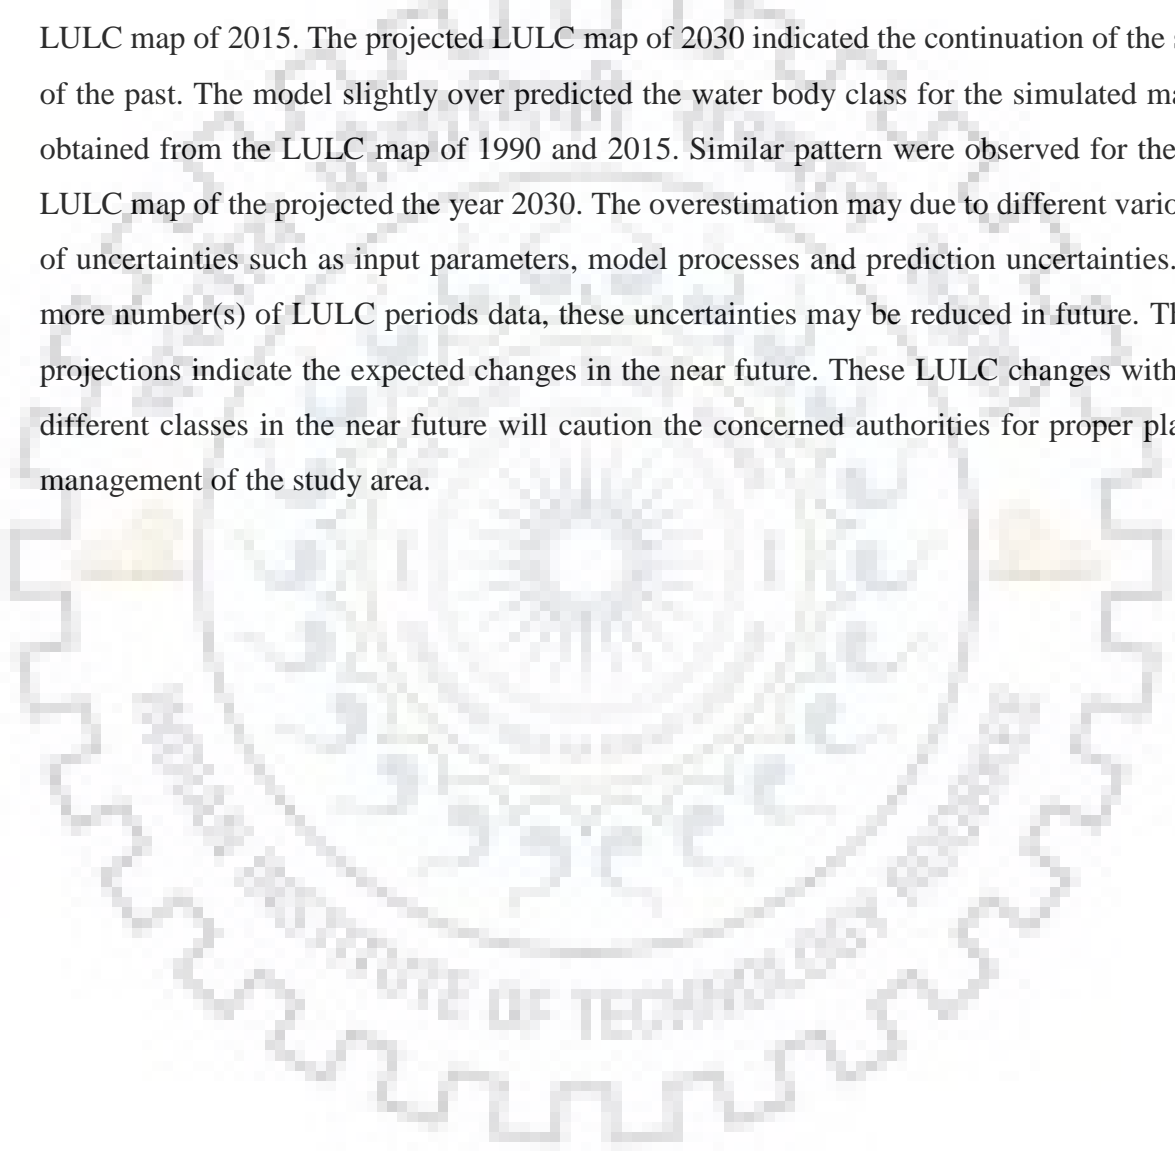 LULC map of 2015. The projected LULC map of 2030 indicated the continuation of the
of the past. The model slightly over predicted the water body class for the simulated ma
obtained from the LULC map of 1990 and 2015. Similar pattern were observed for the
LULC map of the projected the year 2030. The overestimation may due to different vario
of uncertainties such as input parameters, model processes and prediction uncertainties.
more number(s) of LULC periods data, these uncertainties may be reduced in future. Th
projections indicate the expected changes in the near future. These LULC changes with
different classes in the near future will caution the concerned authorities for proper pla
management of the study area.
INSTITUTE OF TECHNOLOGY